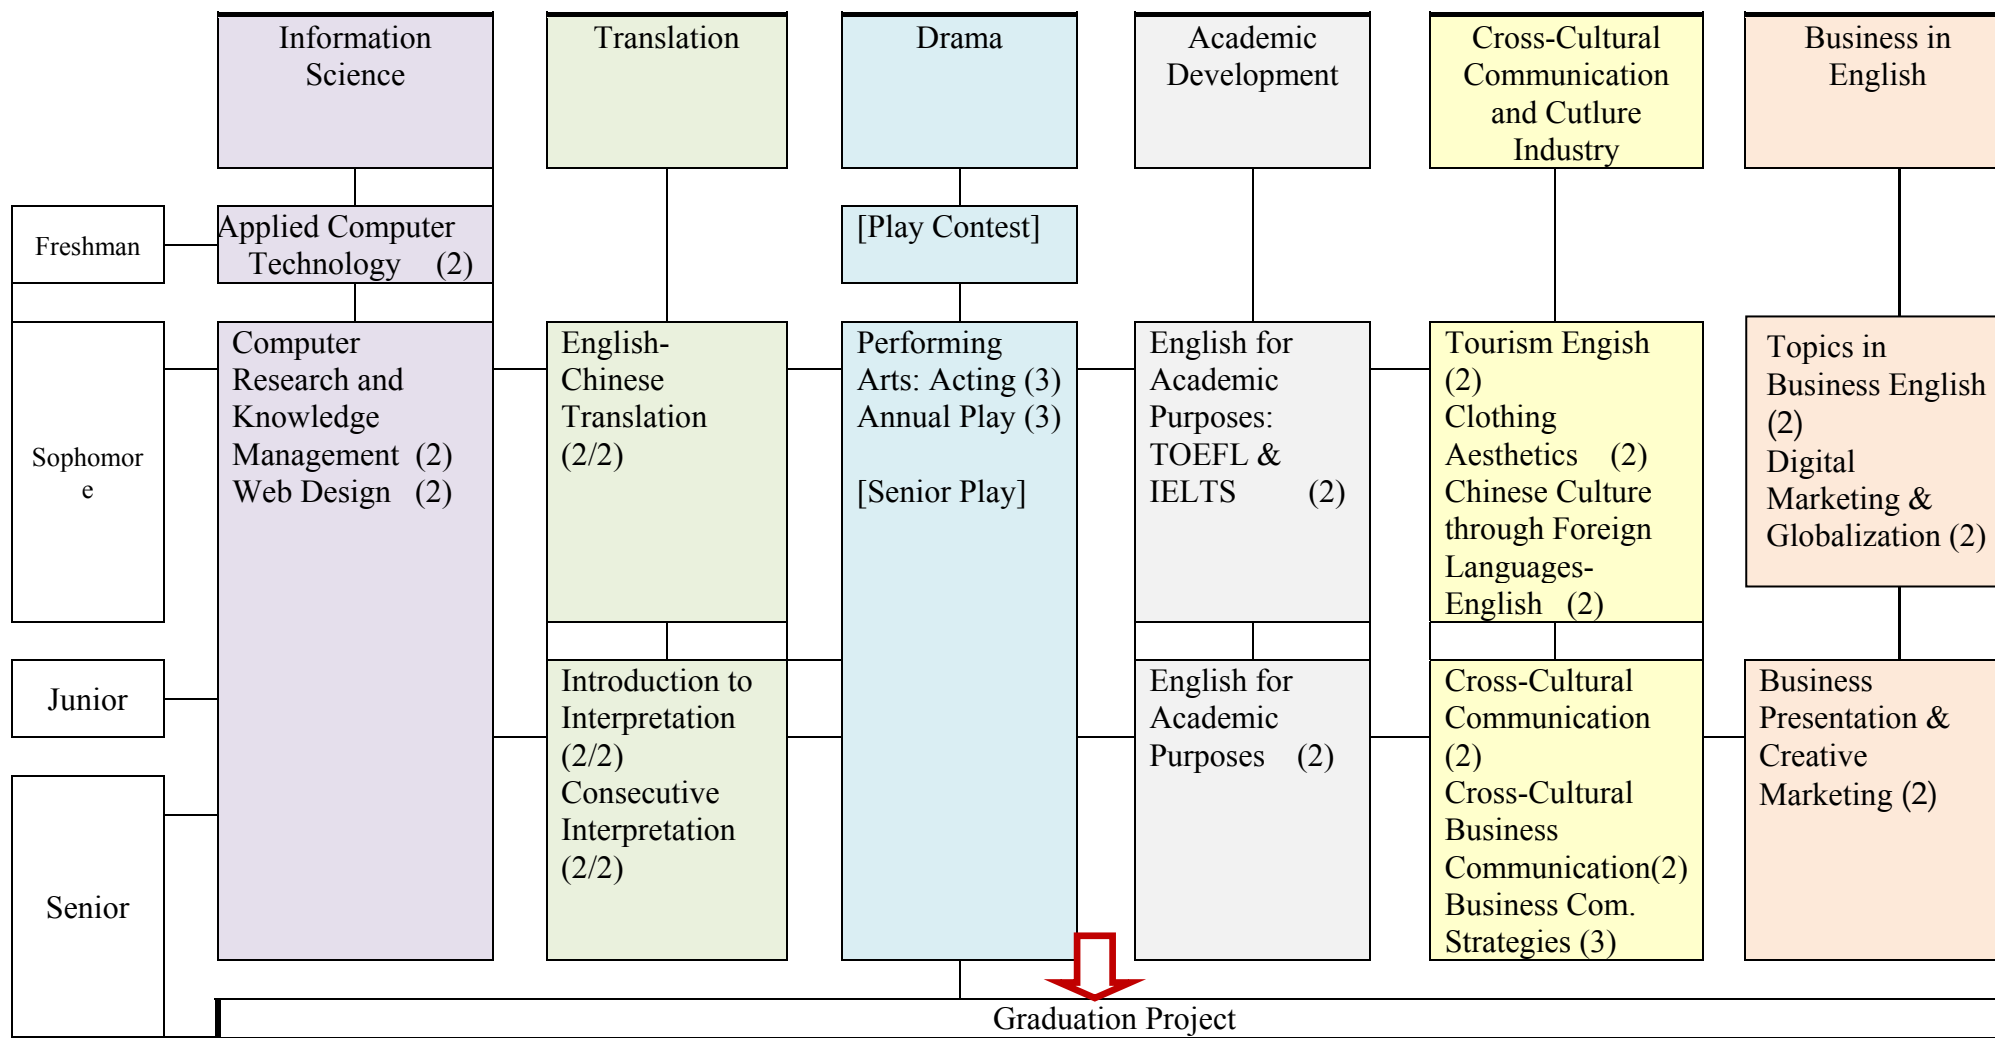 Information
Science
Translation
Drama
Academic
Development
Cross-Cultural
Communication
and Cutlure
Industry
Business in
English
Freshman
Applied Computer
Technology (2)
[Play Contest]
Sophomor
e
Computer
Research and
Knowledge
Management (2)
Web Design (2)
English-
Chinese
Translation
(2/2)
Performing
Arts: Acting (3)
Annual Play (3)
[Senior Play]
English for
Academic
Purposes:
TOEFL &
IELTS (2)
Tourism Engish
(2)
Clothing
Aesthetics (2)
Chinese Culture
through Foreign
Languages-
English (2)
Topics in
Business English
(2)
Digital
Marketing &
Globalization (2)
Junior
Introduction to
Interpretation
(2/2)
Consecutive
Interpretation
(2/2)
English for
Academic
Purposes (2)
Cross-Cultural
Communication
(2)
Cross-Cultural
Business
Communication(2)
Business Com.
Strategies (3)
Business
Presentation &
Creative
Marketing (2)
Senior
Graduation Project